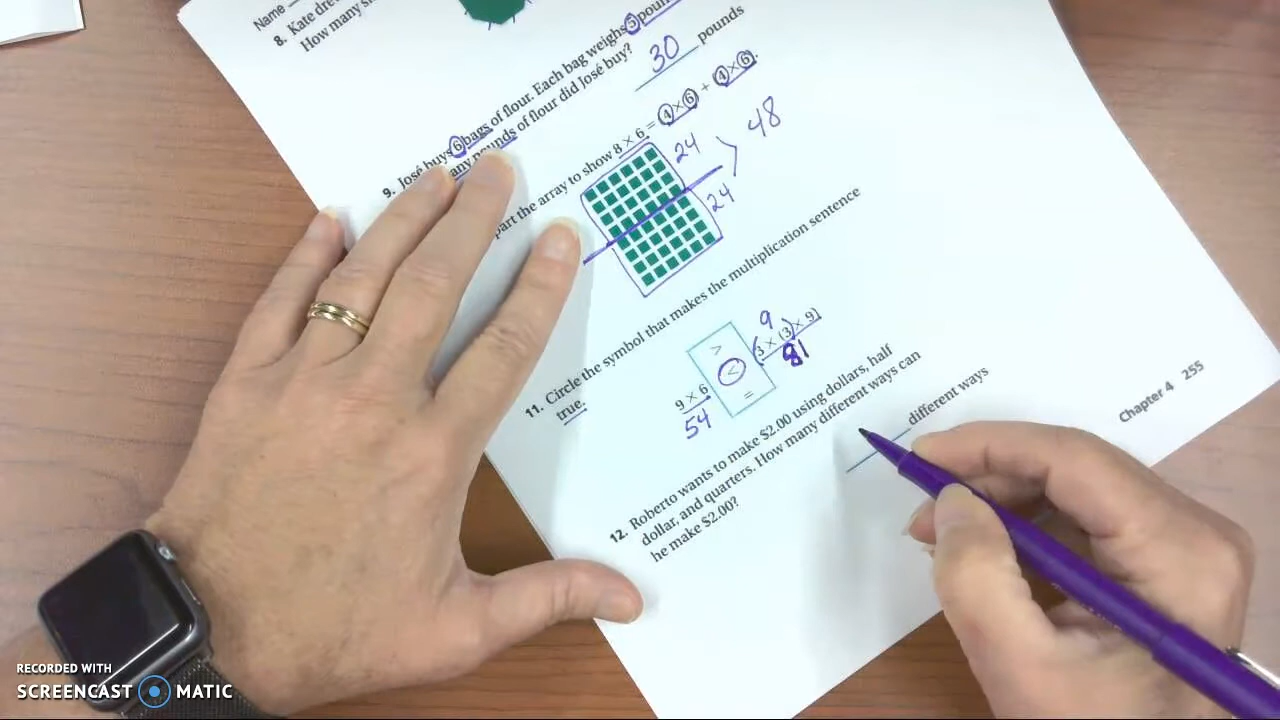 Name
8. Kate dre
How many s
9. José buys 6 bags of flour. Each bag weighs 5 poun
any pounds of flour did José buy?
30 pounds
part the array to show 8 × 6 = (4 × 6) + (4 × 6).
24
24
48
11. Circle the symbol that makes the multiplication sentence
true.
9 × 6
54
>
<
=
9
3 × (3 × 9)
81
12. Roberto wants to make $2.00 using dollars, half
dollar, and quarters. How many different ways can
he make $2.00?
different ways
Chapter 4 255
RECORDED WITH
SCREENCAST MATIC